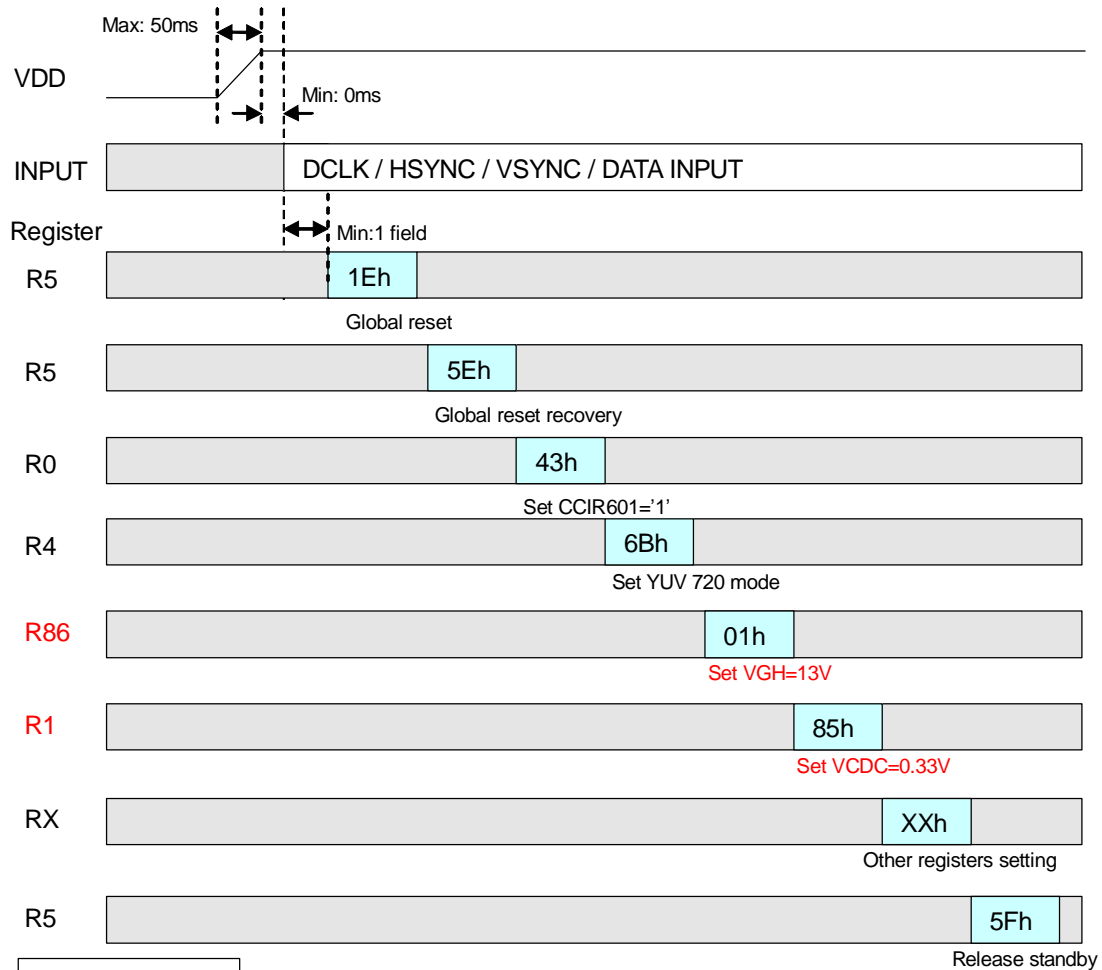 Max: 50ms
VDD
Min: 0ms
INPUT
DCLK / HSYNC / VSYNC / DATA INPUT
Register
Min:1 field
R5
1Eh
Global reset
R5
5Eh
Global reset recovery
R0
43h
Set CCIR601='1'
R4
6Bh
Set YUV 720 mode
R86
01h
Set VGH=13V
R1
85h
Set VCDC=0.33V
RX
XXh
Other registers setting
R5
5Fh
Release standby